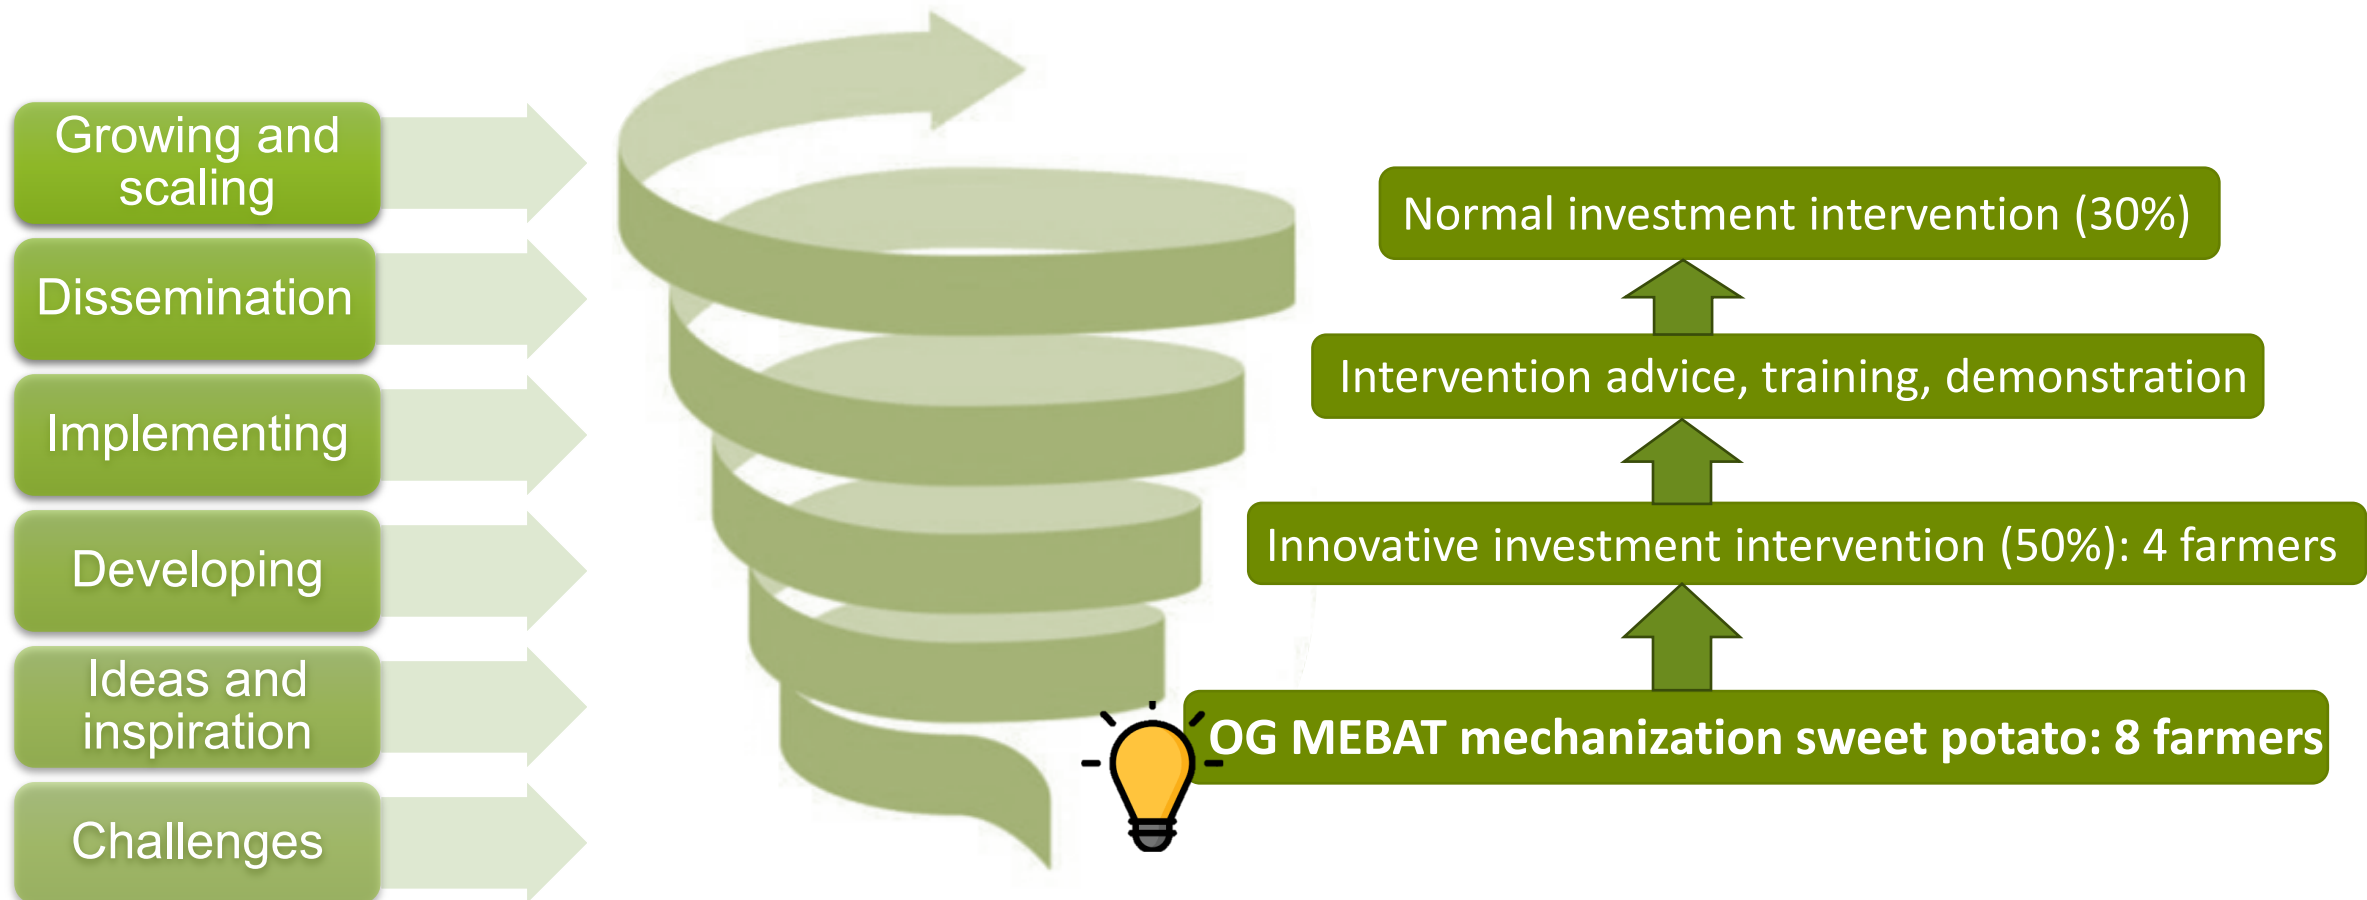 Growing and
scaling
Dissemination
Implementing
Developing
Ideas and
inspiration
Challenges
Normal investment intervention (30%)
Intervention advice, training, demonstration
Innovative investment intervention (50%): 4 farmers
OG MEBAT mechanization sweet potato: 8 farmers